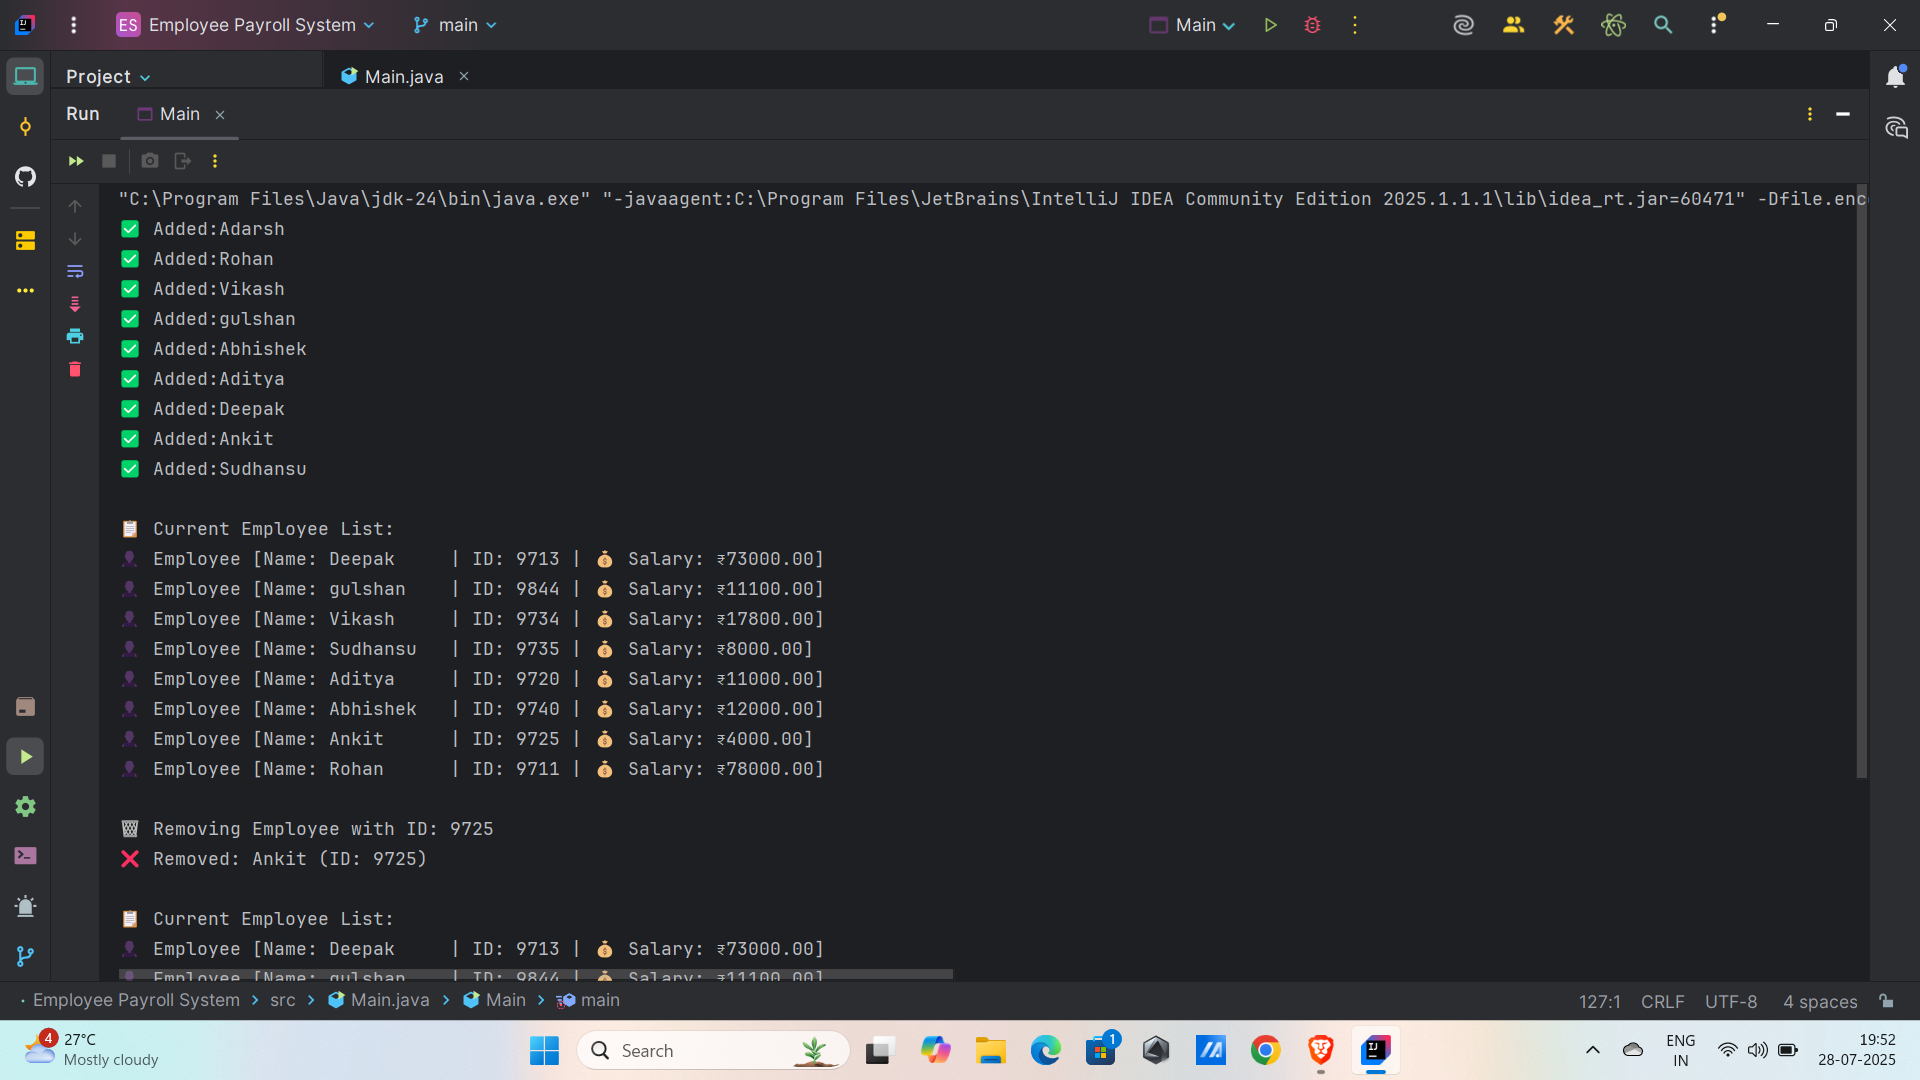 ES Employee Payroll System main Main
Project Main.java
Run Main
"C:\Program Files\Java\jdk-24\bin\java.exe" "-javaagent:C:\Program Files\JetBrains\IntelliJ IDEA Community Edition 2025.1.1.1\lib\idea_rt.jar=60471" -Dfile.enc
✅ Added:Adarsh
✅ Added:Rohan
✅ Added:Vikash
✅ Added:gulshan
✅ Added:Abhishek
✅ Added:Aditya
✅ Added:Deepak
✅ Added:Ankit
✅ Added:Sudhansu
📋 Current Employee List:
👤 Employee [Name: Deepak     | ID: 9713 | 💰 Salary: ₹73000.00]
👤 Employee [Name: gulshan    | ID: 9844 | 💰 Salary: ₹11100.00]
👤 Employee [Name: Vikash     | ID: 9734 | 💰 Salary: ₹17800.00]
👤 Employee [Name: Sudhansu   | ID: 9735 | 💰 Salary: ₹8000.00]
👤 Employee [Name: Aditya     | ID: 9720 | 💰 Salary: ₹11000.00]
👤 Employee [Name: Abhishek   | ID: 9740 | 💰 Salary: ₹12000.00]
👤 Employee [Name: Ankit      | ID: 9725 | 💰 Salary: ₹4000.00]
👤 Employee [Name: Rohan      | ID: 9711 | 💰 Salary: ₹78000.00]
🗑 Removing Employee with ID: 9725
❌ Removed: Ankit (ID: 9725)
📋 Current Employee List:
👤 Employee [Name: Deepak     | ID: 9713 | 💰 Salary: ₹73000.00]
👤 Employee [Name: gulshan    | ID: 9844 | 💰 Salary: ₹11100.00]
Employee Payroll System > src > Main.java > Main > main 127:1 CRLF UTF-8 4 spaces
4 27°C
Mostly cloudy
Search
1
ENG
IN
19:52
28-07-2025